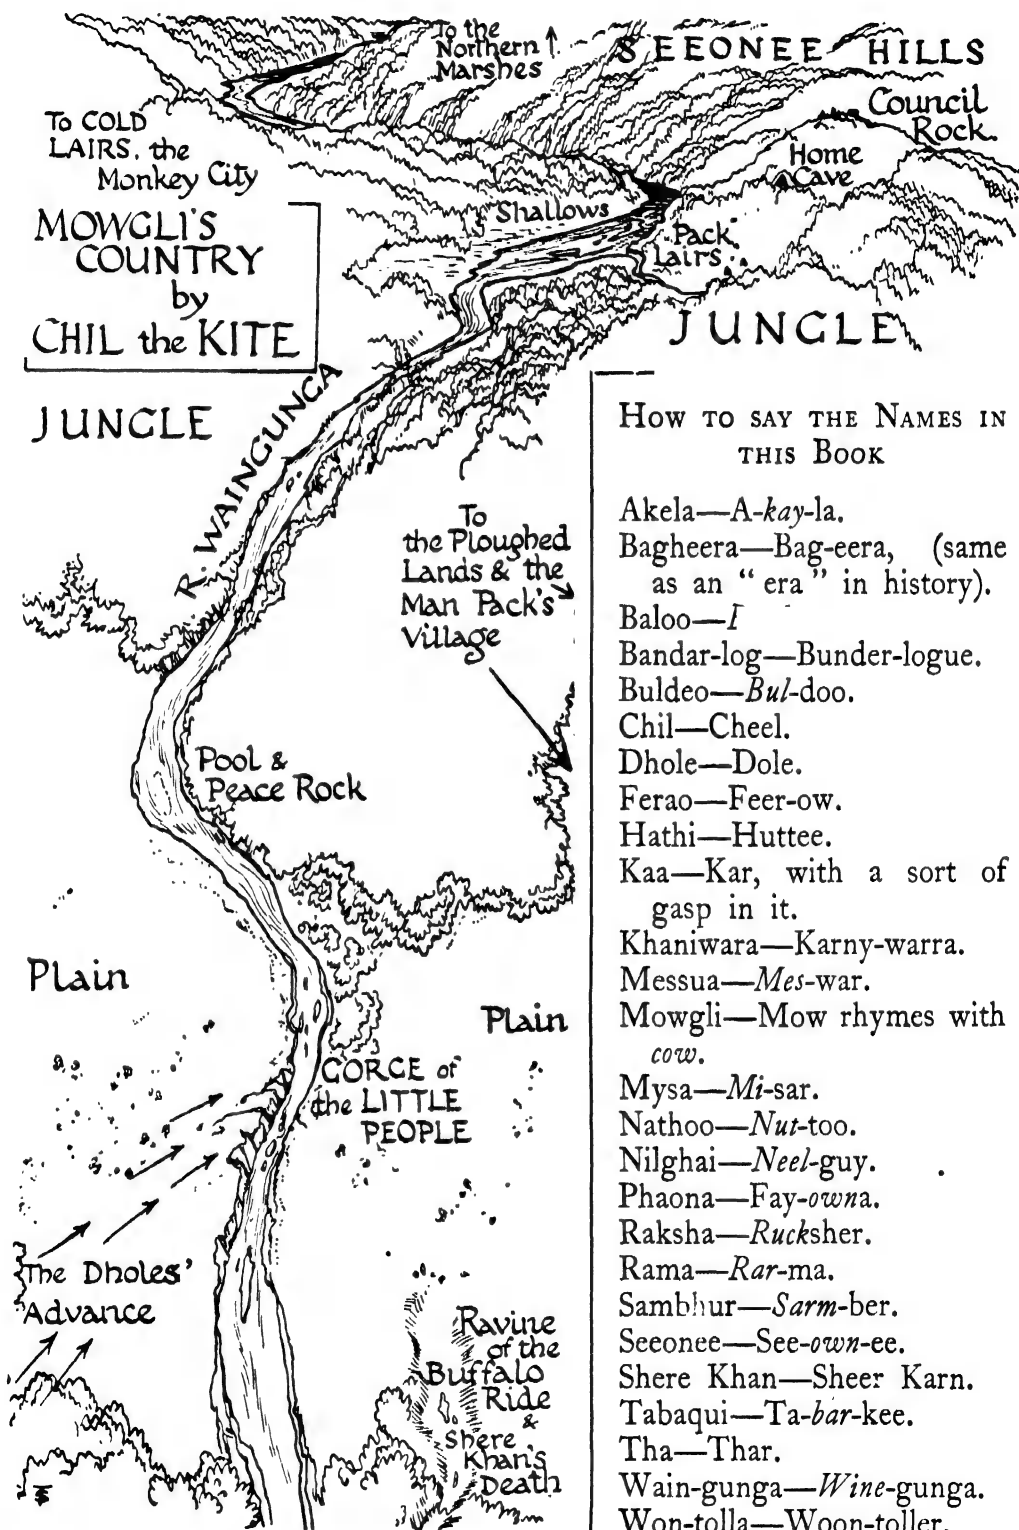 To the
Northern
Marshes
SEEONEE HILLS
Council
Rock
To COLD
LAIRS, the
Monkey City
Home
Cave
Shallows
Pack
Lairs
MOWGLI'S
COUNTRY
by
CHIL the KITE
JUNGLE
JUNGLE
R. WAINGUNGA
To
the Ploughed
Lands & the
Man Pack's
Village
Pool &
Peace Rock
Plain
Plain
GORGE of
the LITTLE
PEOPLE
The Dholes'
Advance
Ravine
of the
Buffalo
Ride
&
Shere
Khan's
Death
HOW TO SAY THE NAMES IN
THIS BOOK
Akela—A-kay-la.
Bagheera—Bag-eera, (same
as an “ era ” in history).
Baloo—
Bandar-log—Bunder-logue.
Buldeo—Bul-doo.
Chil—Cheel.
Dhole—Dole.
Ferao—Feer-ow.
Hathi—Huttee.
Kaa—Kar, with a sort of
gasp in it.
Khaniwara—Karny-warra.
Messua—Mes-war.
Mowgli—Mow rhymes with
cow.
Mysa—Mi-sar.
Nathoo—Nut-too.
Nilghai—Neel-guy.
Phaona—Fay-owna.
Raksha—Rucksher.
Rama—Rar-ma.
Sambhur—Sarm-ber.
Seeonee—See-own-ee.
Shere Khan—Sheer Karn.
Tabaqui—Ta-bar-kee.
Tha—Thar.
Wain-gunga—Wine-gunga.
Won-tolla—Woon-toller.